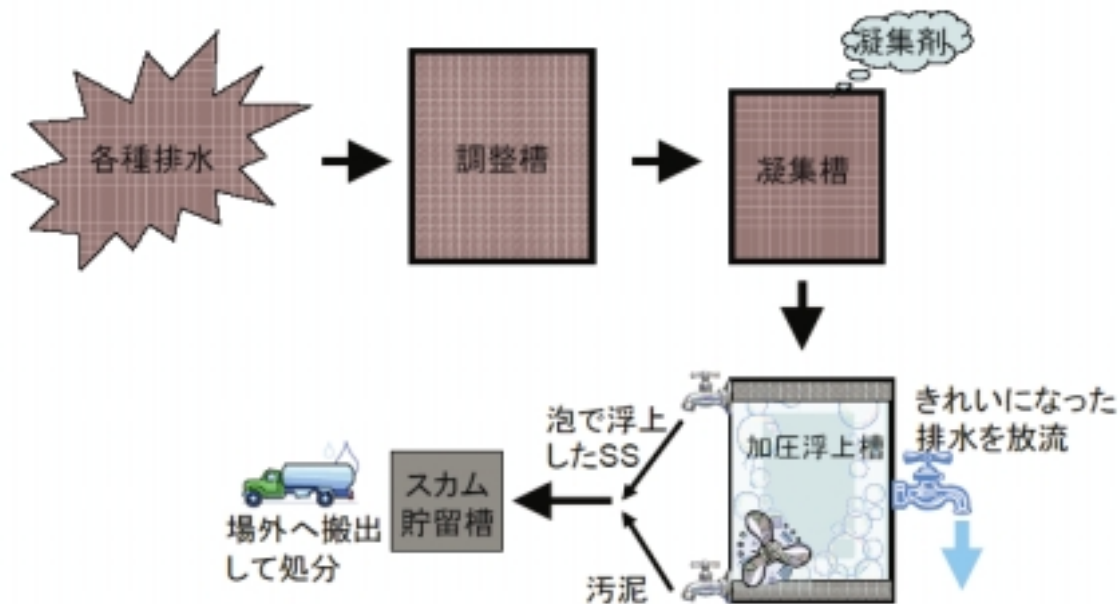 凝集剤
各種排水
調整槽
凝集槽
泡で浮上
したSS
加圧浮上槽
きれいになった
排水を放流
スカム
貯留槽
場外へ搬出
して処分
汚泥